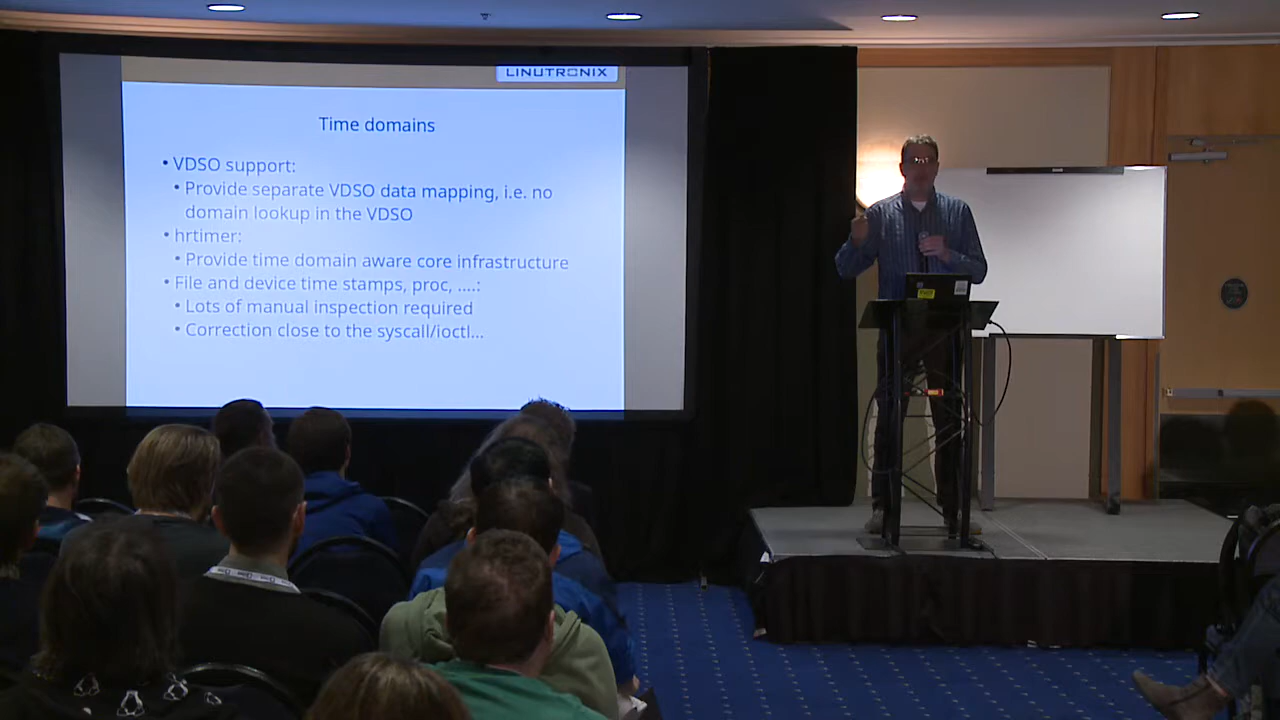 LINUTRONIX
Time domains
• VDSO support:
• Provide separate VDSO data mapping, i.e. no
domain lookup in the VDSO
• hrtimer:
• Provide time domain aware core infrastructure
• File and device time stamps, proc, ....:
• Lots of manual inspection required
• Correction close to the syscall/ioctl...